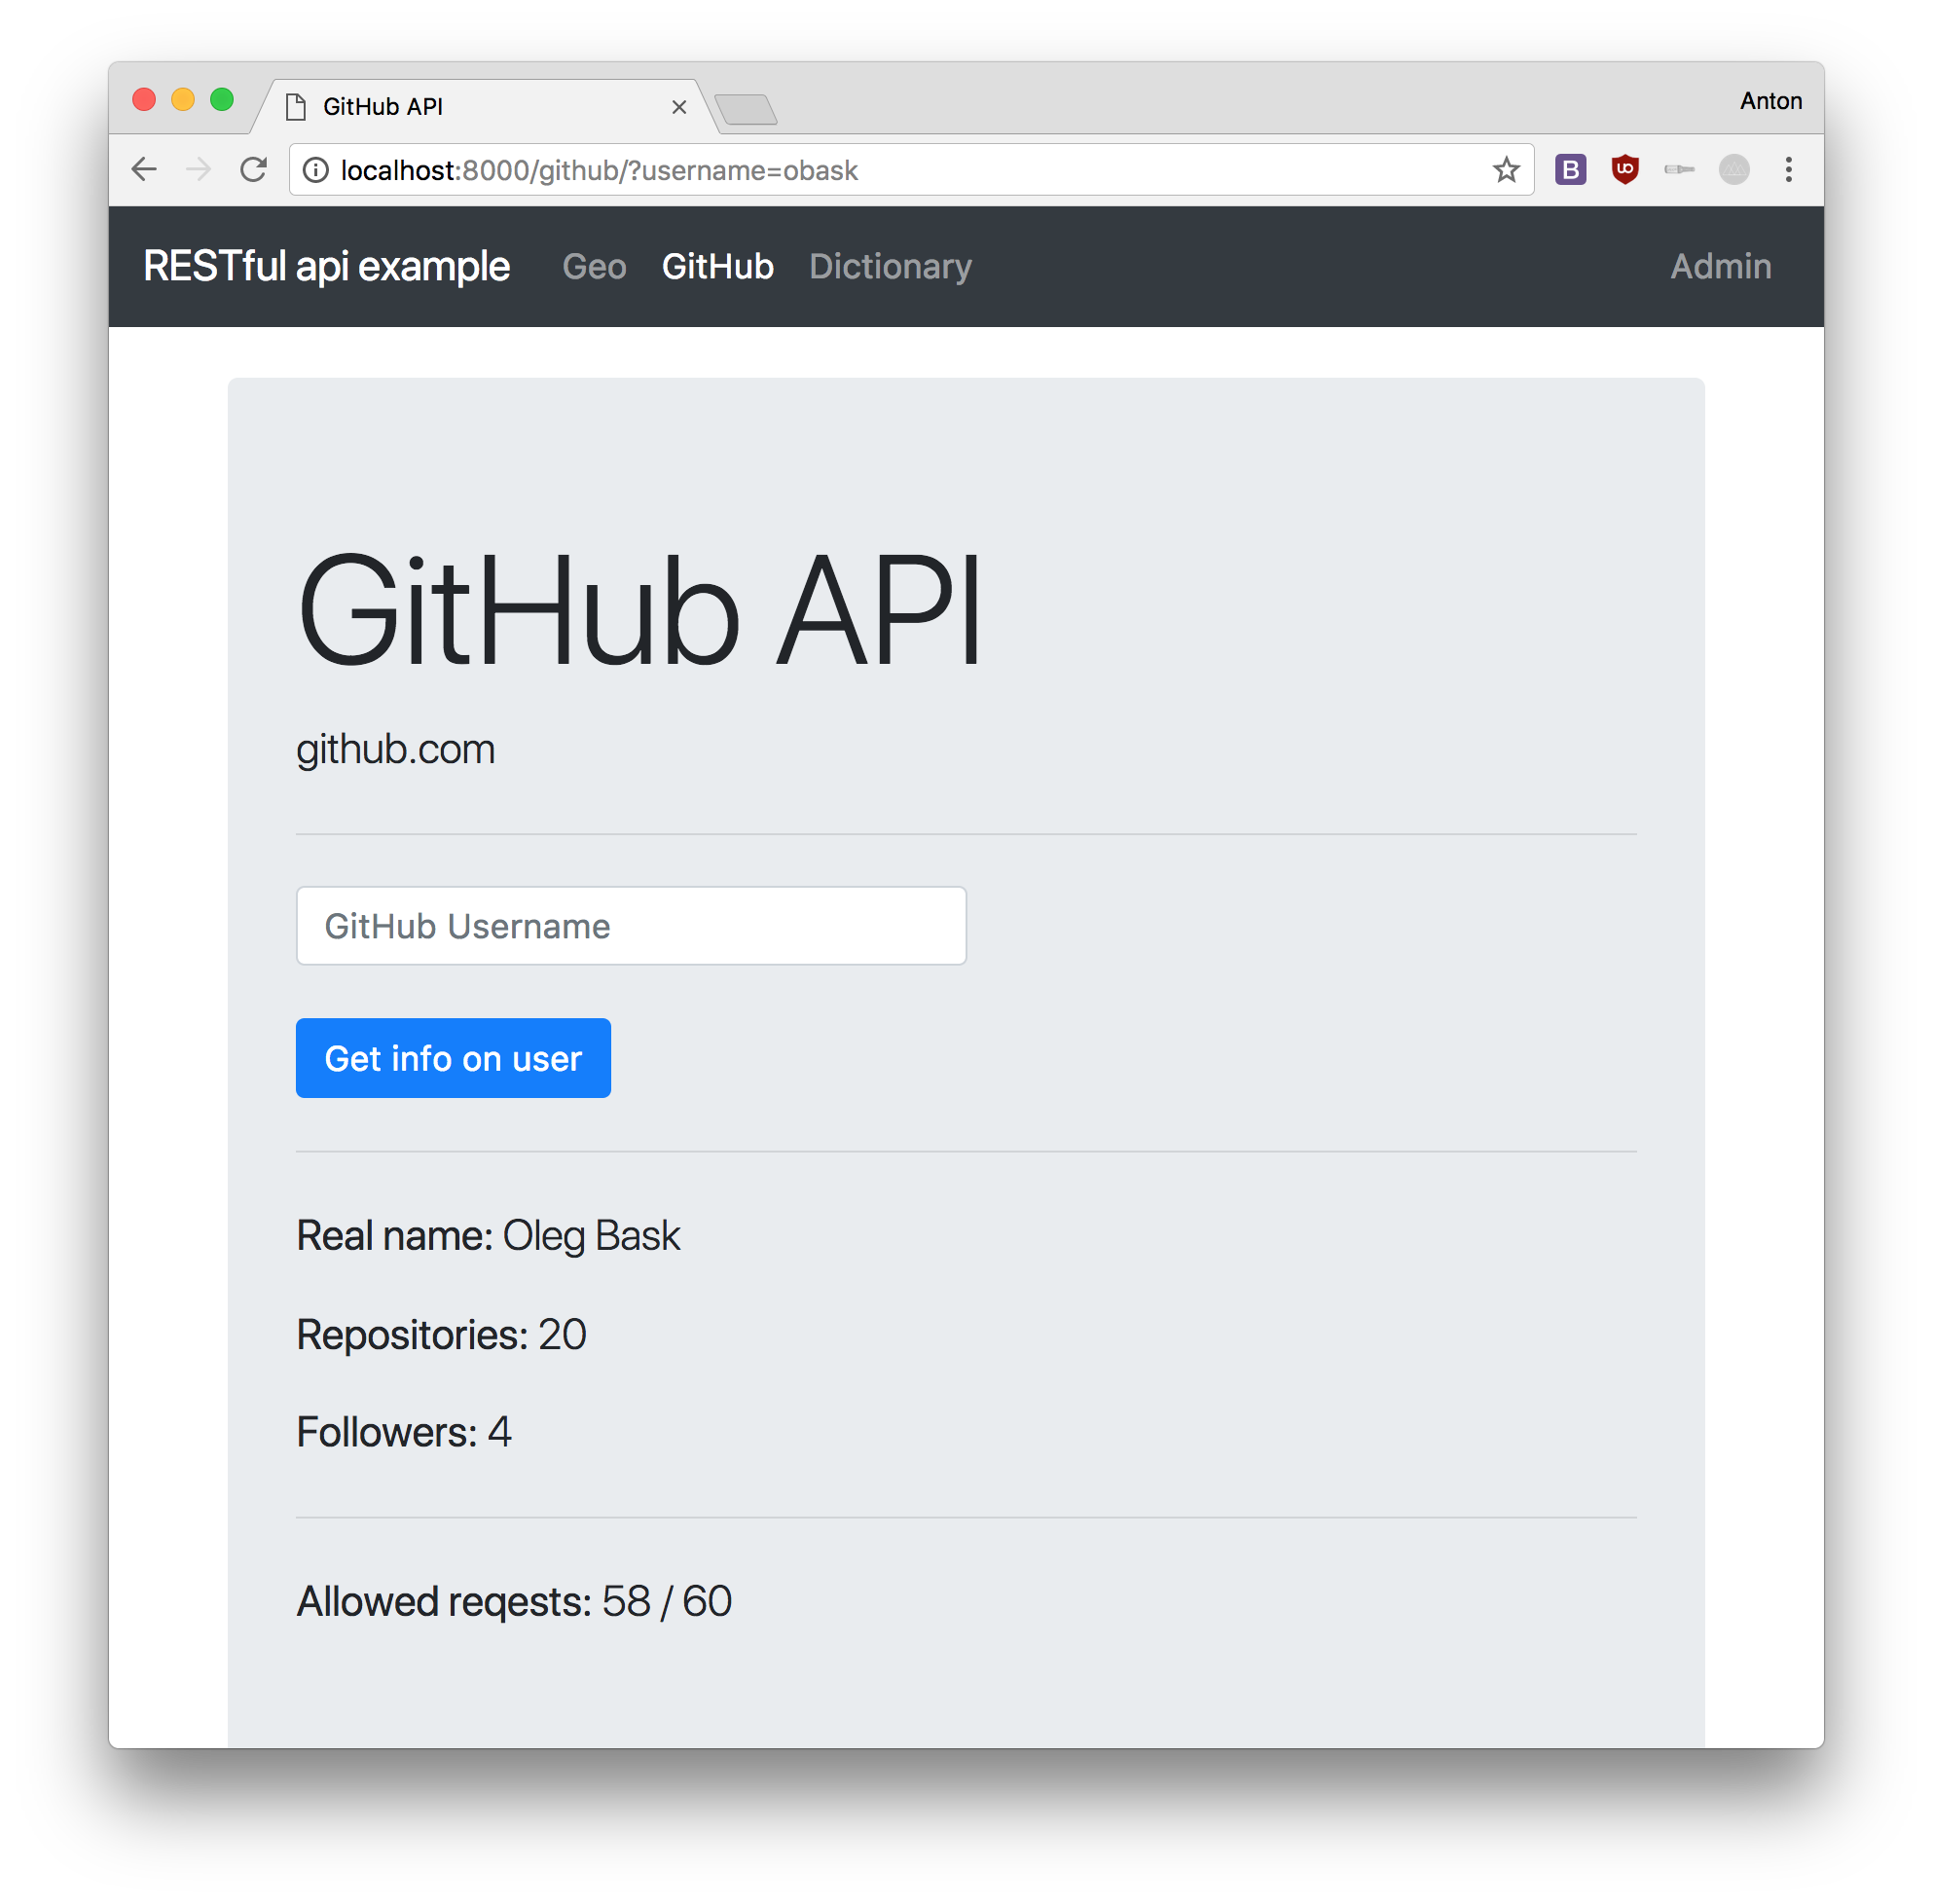 GitHub API
Anton
localhost:8000/github/?username=obask
RESTful api example Geo GitHub Dictionary Admin
GitHub API
github.com
GitHub Username
Get info on user
Real name: Oleg Bask
Repositories: 20
Followers: 4
Allowed reqests: 58 / 60